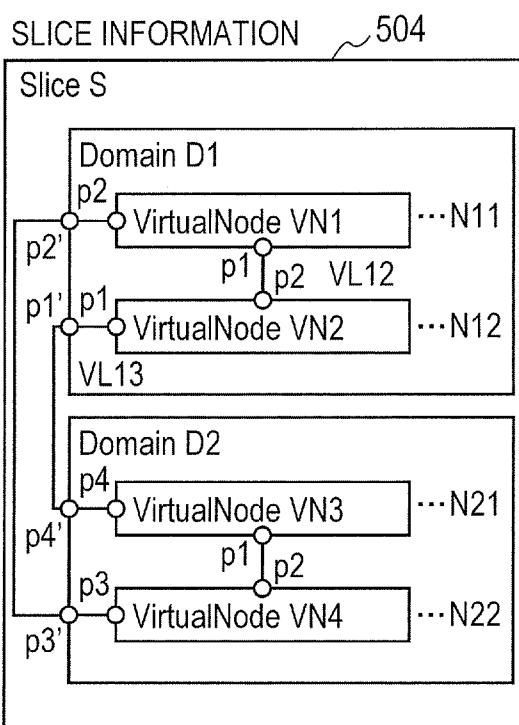 SLICE INFORMATION 504
Slice S
Domain D1
p2
VirtualNode VN1 ···N11
p2'
p1
p2 VL12
p1' p1
VirtualNode VN2 ···N12
VL13
Domain D2
p4
VirtualNode VN3 ···N21
p4'
p1
p2
p3
VirtualNode VN4 ···N22
p3'